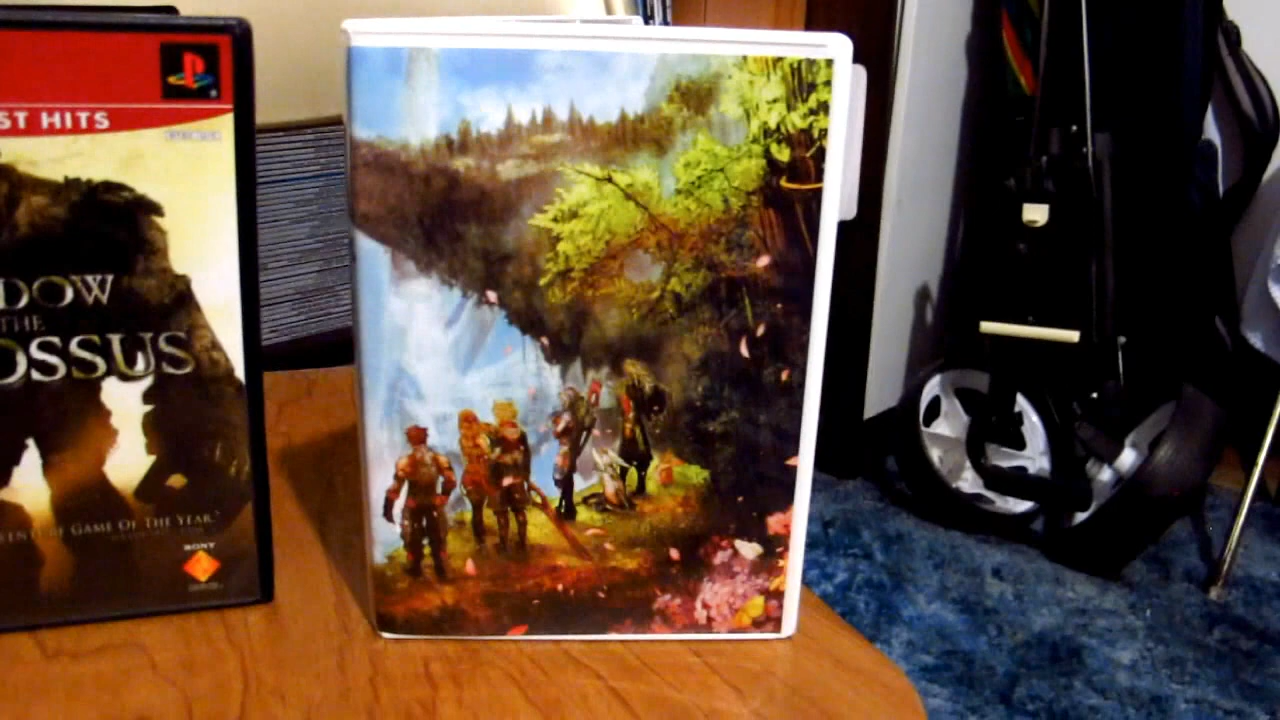 ST HITS
DOW
THE
OSSUS
GAME OF THE YEAR."
SONY